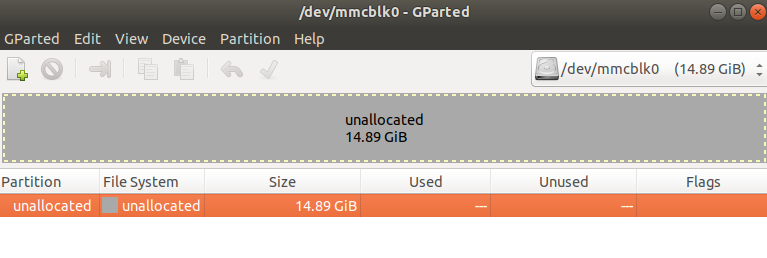 /dev/mmcblk0 - GParted
GParted Edit View Device Partition Help
/dev/mmcblk0 (14.89 GiB)
unallocated
14.89 GiB
Partition File System Size Used Unused Flags
unallocated unallocated 14.89 GiB --- ---